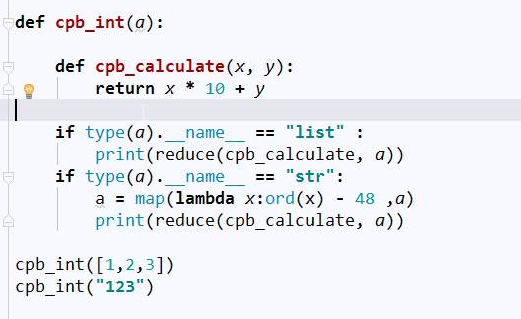 def cpb_int(a):
def cpb_calculate(x, y):
return x * 10 + y
if type(a).__name__ == "list" :
print(reduce(cpb_calculate, a))
if type(a).__name__ == "str":
a = map(lambda x:ord(x) - 48 ,a)
print(reduce(cpb_calculate, a))
cpb_int([1,2,3])
cpb_int("123")